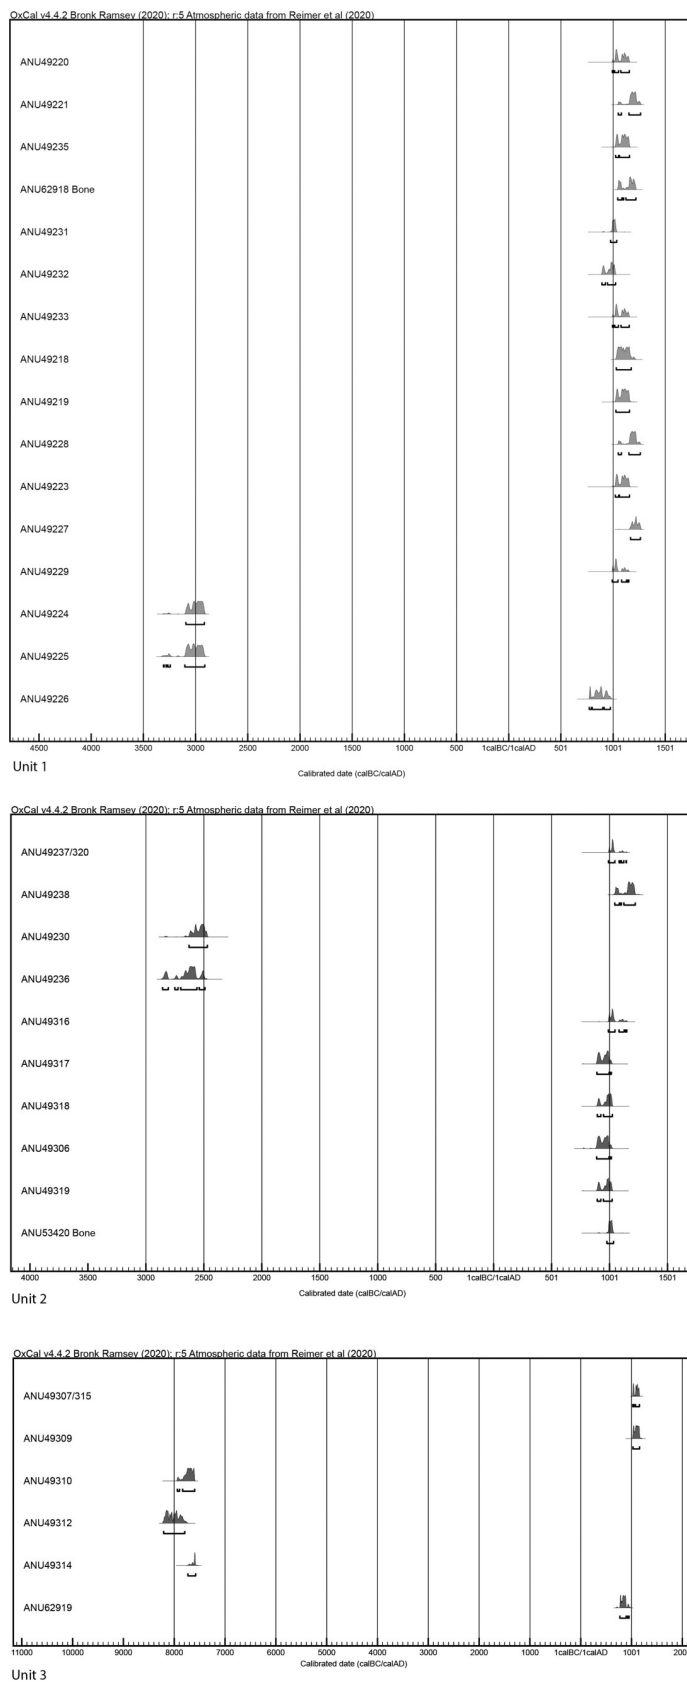 OxCal v4.4.2 Bronk Ramsey (2020); r:5 Atmospheric data from Reimer et al (2020)
ANU49220
ANU49221
ANU49235
ANU62918 Bone
ANU49231
ANU49232
ANU49233
ANU49218
ANU49219
ANU49228
ANU49223
ANU49227
ANU49229
ANU49224
ANU49225
ANU49226
4500 4000 3500 3000 2500 2000 1500 1000 500 1calBC/1calAD 501 1001 1501
Unit 1
Calibrated date (calBC/calAD)
OxCal v4.4.2 Bronk Ramsey (2020); r:5 Atmospheric data from Reimer et al (2020)
ANU49237/320
ANU49238
ANU49230
ANU49236
ANU49316
ANU49317
ANU49318
ANU49306
ANU49319
ANU53420 Bone
4000 3500 3000 2500 2000 1500 1000 500 1calBC/1calAD 501 1001 1501
Calibrated date (calBC/calAD)
Unit 2
OxCal v4.4.2 Bronk Ramsey (2020); r:5 Atmospheric data from Reimer et al (2020)
ANU49307/315
ANU49309
ANU49310
ANU49312
ANU49314
ANU62919
11000 10000 9000 8000 7000 6000 5000 4000 3000 2000 1000 1calBC/1calAD 1001 200
Calibrated date (calBC/calAD)
Unit 3